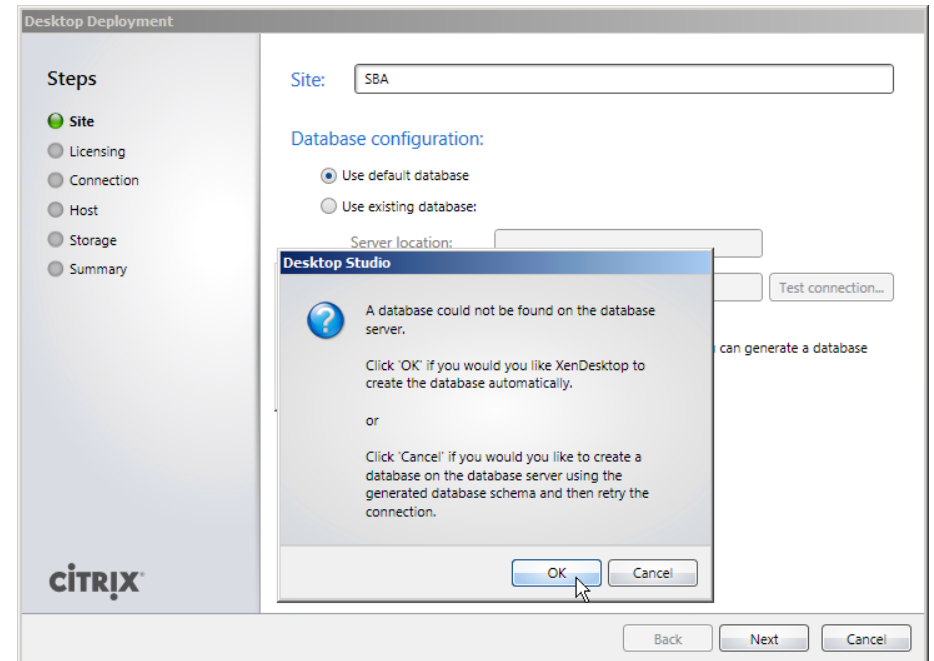 Desktop Deployment
Steps
Site
Licensing
Connection
Host
Storage
Summary
CİTRIX
Site: SBA
Database configuration:
Use default database
Use existing database:
Server location:
Test connection...
can generate a database
Desktop Studio
A database could not be found on the database
server.
Click 'OK' if you would you like XenDesktop to
create the database automatically.
or
Click 'Cancel' if you would you like to create a
database on the database server using the
generated database schema and then retry the
connection.
OK Cancel
Back Next Cancel